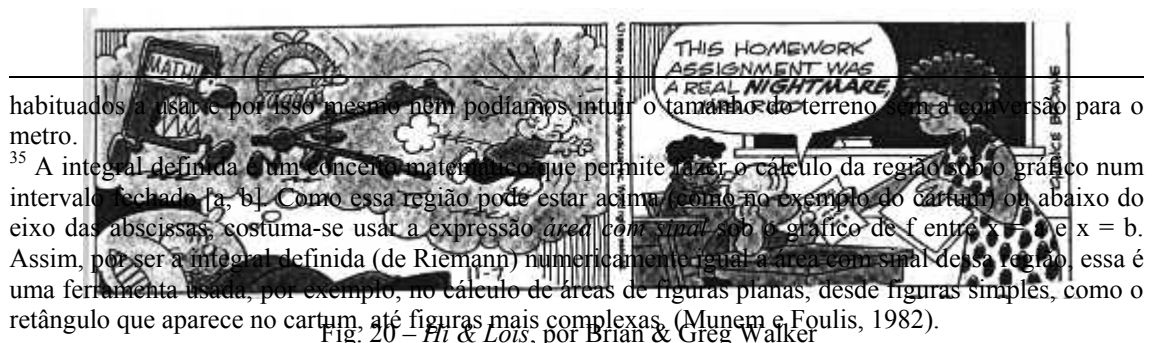 MATH
THIS HOMEWORK
ASSIGNMENT WAS
A REAL NIGHTMARE,
habituados a usar e por isso mesmo nem podíamos intuir o tamanho do terreno sem a conversão para o
metro.
35 A integral definida é um conceito matemático que permite fazer o cálculo da região sob o gráfico num
intervalo fechado [a, b]. Como essa região pode estar acima (como no exemplo do cartum) ou abaixo do
eixo das abscissas, costuma-se usar a expressão área com sinal sob o gráfico de f entre x = a e x = b.
Assim, por ser a integral definida (de Riemann) numericamente igual a área com sinal dessa região, essa é
uma ferramenta usada, por exemplo, no cálculo de áreas de figuras planas, desde figuras simples, como o
retângulo que aparece no cartum, até figuras mais complexas. (Munem e Foulis, 1982).
Fig. 20 – Hi & Lois, por Brian & Greg Walker